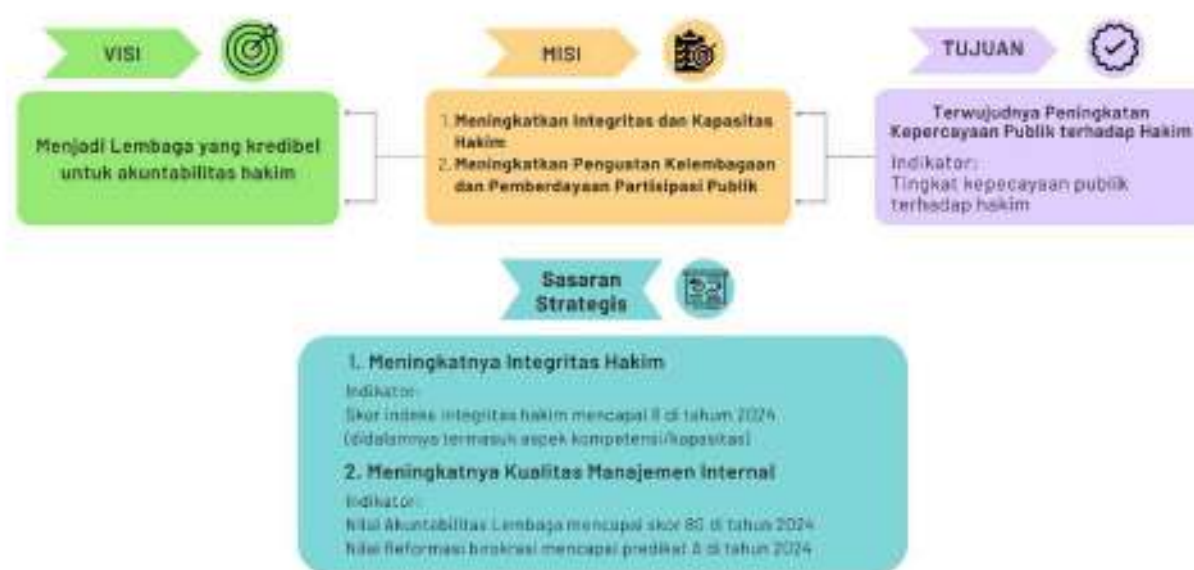 VISI
Menjadi Lembaga yang kredibel
untuk akuntabilitas hakim
MISI
1. Meningkatkan Integritas dan Kapasitas
Hakim
2. Meningkatkan Penguatan Kelembagaan
dan Pemberdayaan Partisipasi Publik
TUJUAN
Terwujudnya Peningkatan
Kepercayaan Publik terhadap Hakim
Indikator:
Tingkat kepecayaan publik
terhadap hakim
Sasaran
Strategis
1. Meningkatnya Integritas Hakim
Indikator:
Skor indeks integritas hakim mencapai di tahum 2024
(didalamnya termasuk aspek kompetensi/kapasitas)
2. Meningkatnya Kualitas Manajemen Internal
Indikator:
Nilai Akuntabilitas Lembaga mencapai skor di tahun 2024
Nilai Reformasi birokrasi mencapai predikat A di tahun 2024